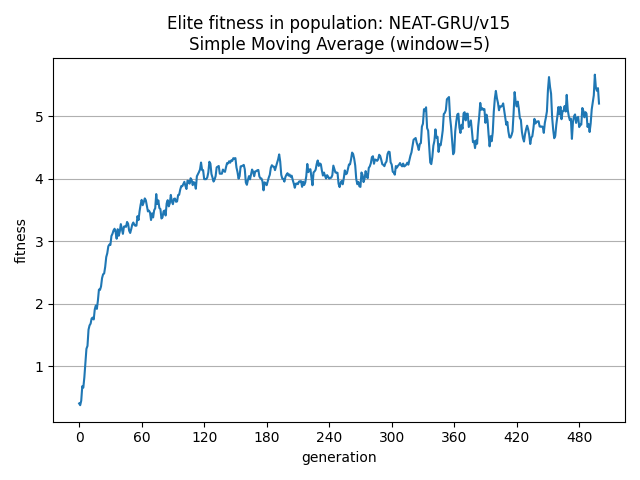 Elite fitness in population: NEAT-GRU/v15
Simple Moving Average (window=5)
fitness
5
4
3
2
1
0 60 120 180 240 300 360 420 480
generation